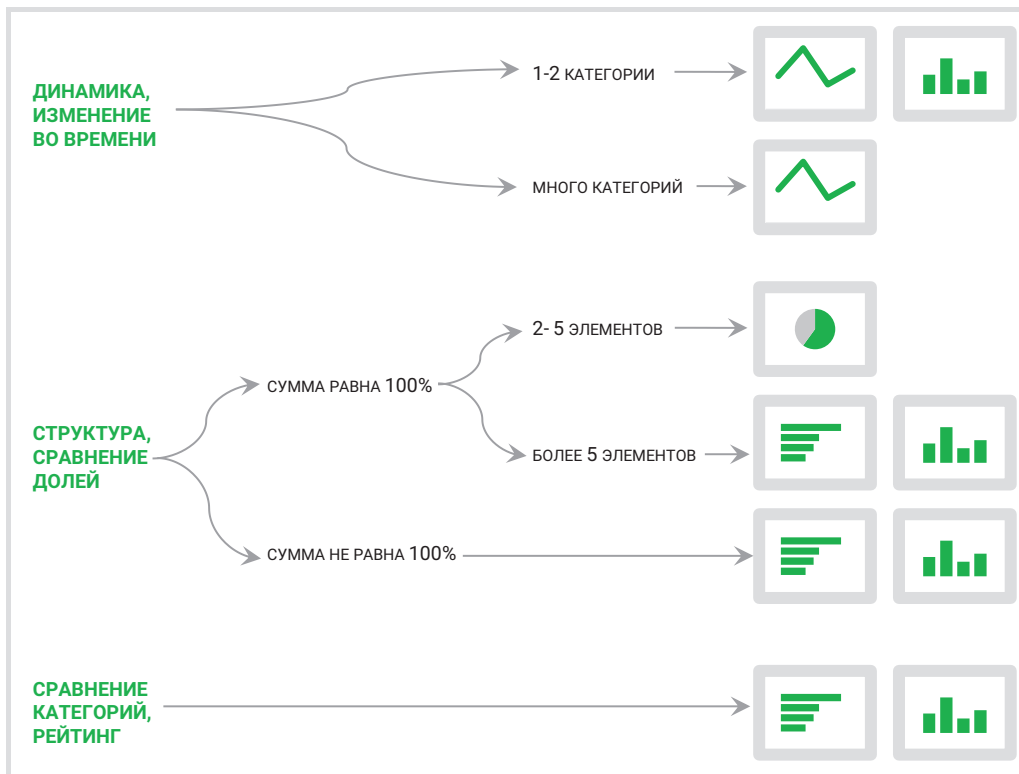 ДИНАМИКА,
ИЗМЕНЕНИЕ
ВО ВРЕМЕНИ
1-2 КАТЕГОРИИ
МНОГО КАТЕГОРИЙ
СТРУКТУРА,
СРАВНЕНИЕ
ДОЛЕЙ
СУММА РАВНА 100%
2- 5 ЭЛЕМЕНТОВ
БОЛЕЕ 5 ЭЛЕМЕНТОВ
СУММА НЕ РАВНА 100%
СРАВНЕНИЕ
КАТЕГОРИЙ,
РЕЙТИНГ